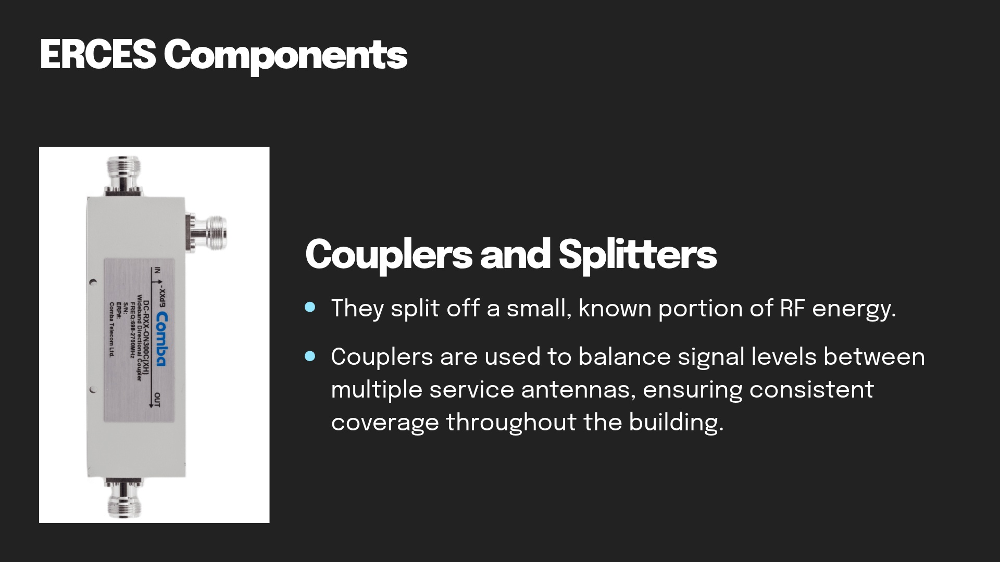 ERCES Components
IN
-XXdB
OUT
Comba
DC-RXX-ON300C(XH)
Wideband Directional Coupler
FREQ:698-2700MHz
S/N:
ERP#:
Comba Telecom Ltd.
Couplers and Splitters
They split off a small, known portion of RF energy.
Couplers are used to balance signal levels between
multiple service antennas, ensuring consistent
coverage throughout the building.